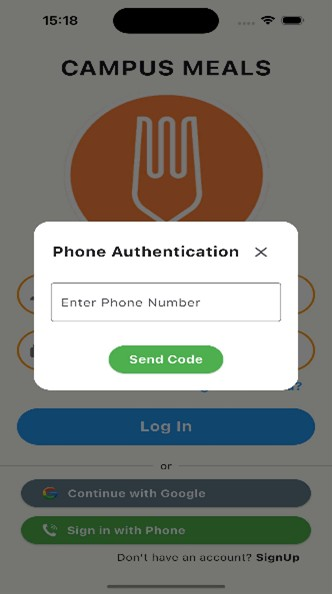 15:18
CAMPUS MEALS
Phone Authentication
Enter Phone Number
Send Code
Log In
or
Continue with Google
Sign in with Phone
Don't have an account? SignUp